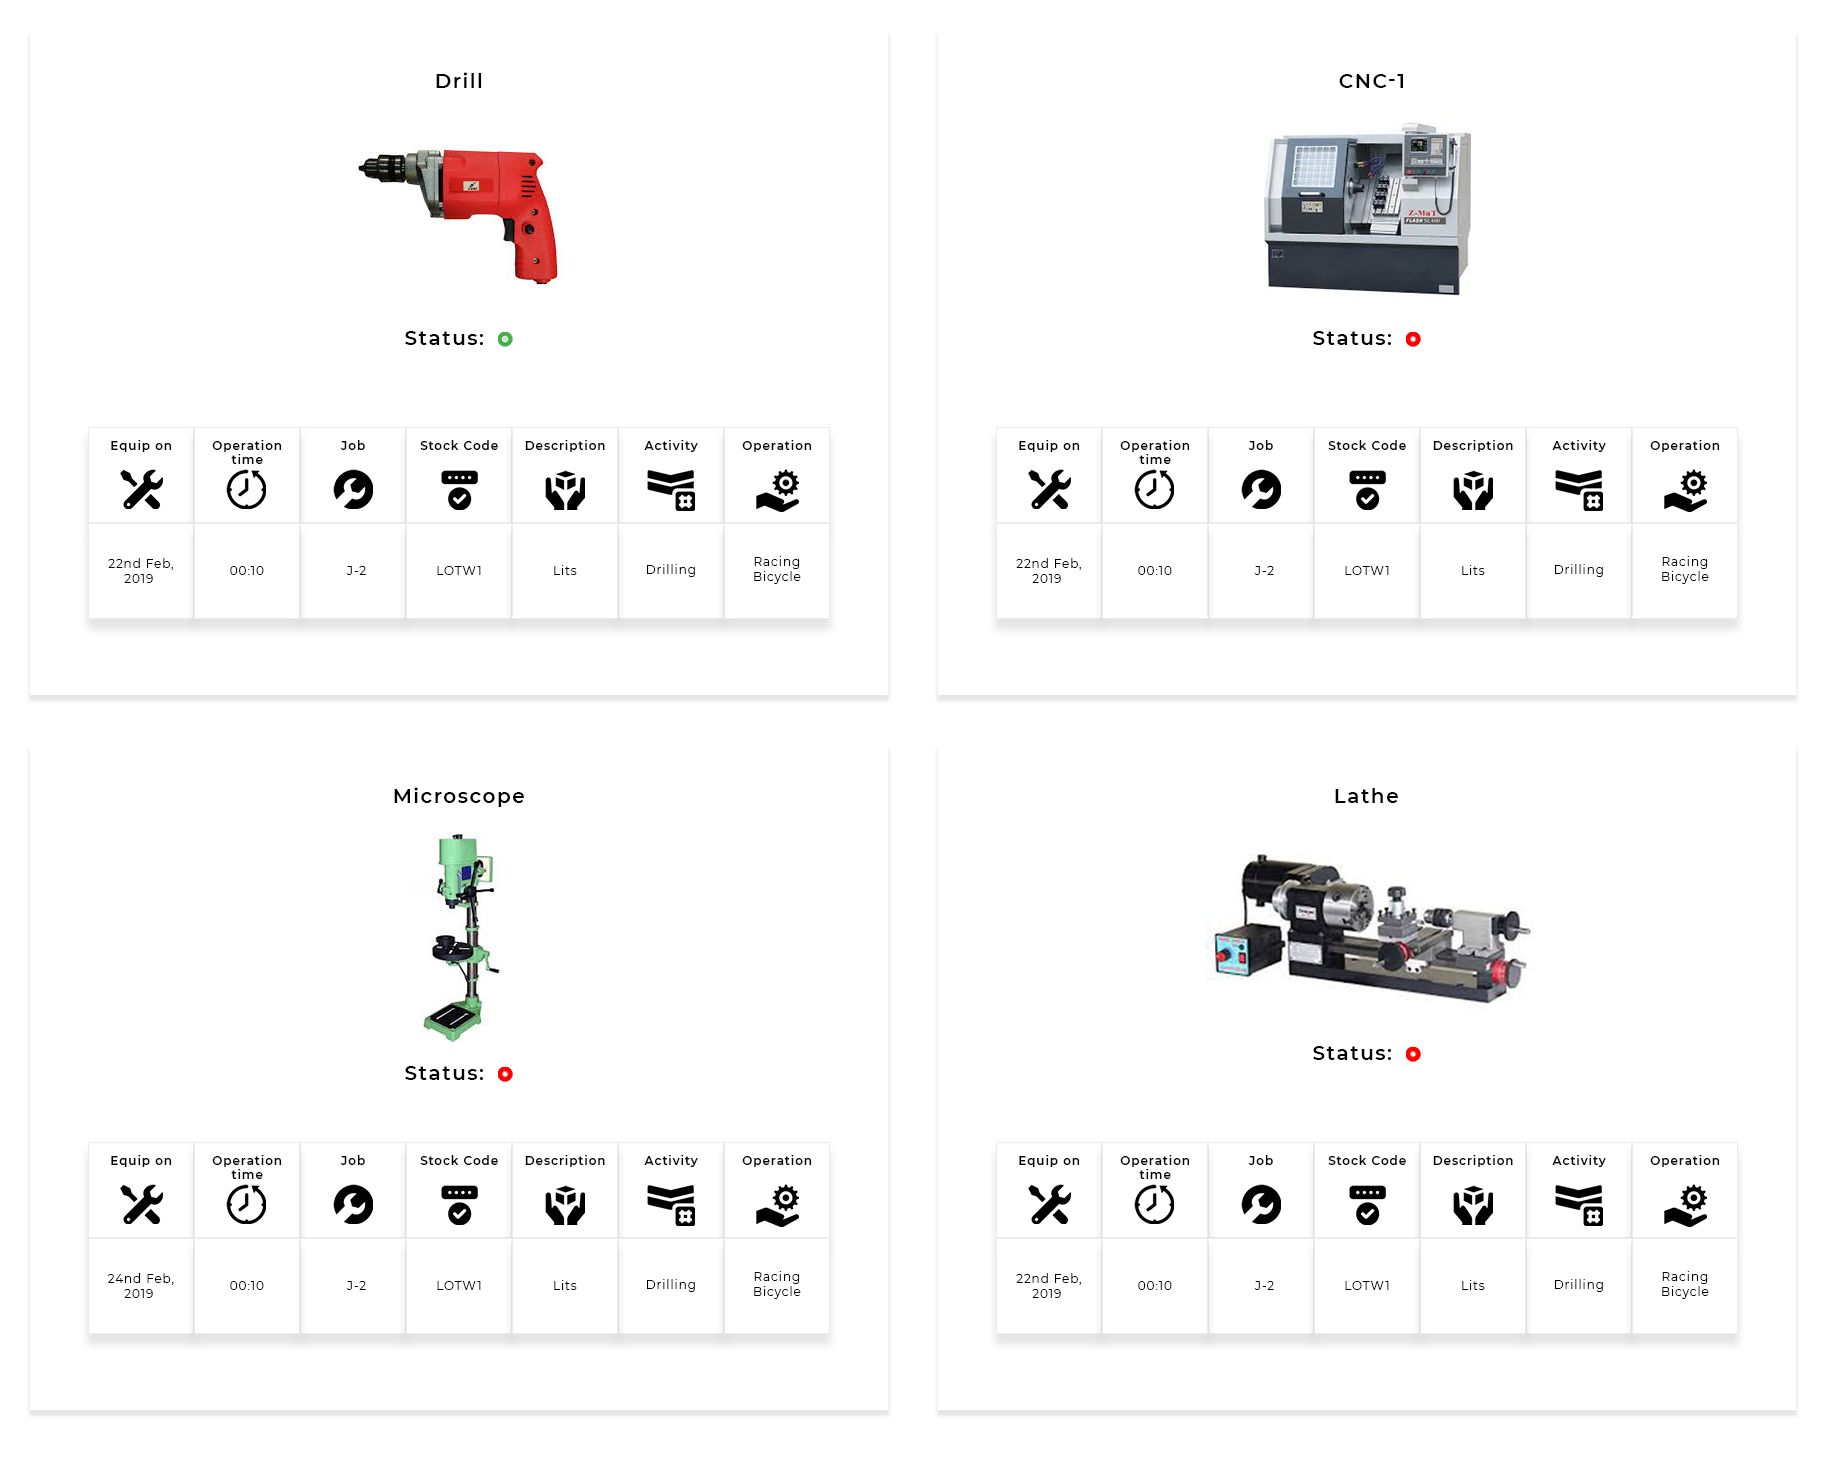 Drill
Status:
Equip on
Operation time
Job
Stock Code
Description
Activity
Operation
22nd Feb,
2019
00:10
J-2
LOTW1
Lits
Drilling
Racing
Bicycle
CNC-1
Z-MaT
FLASH SL400
Status:
Equip on
Operation time
Job
Stock Code
Description
Activity
Operation
22nd Feb,
2019
00:10
J-2
LOTW1
Lits
Drilling
Racing
Bicycle
Microscope
Status:
Equip on
Operation time
Job
Stock Code
Description
Activity
Operation
24nd Feb,
2019
00:10
J-2
LOTW1
Lits
Drilling
Racing
Bicycle
Lathe
Status:
Equip on
Operation time
Job
Stock Code
Description
Activity
Operation
22nd Feb,
2019
00:10
J-2
LOTW1
Lits
Drilling
Racing
Bicycle